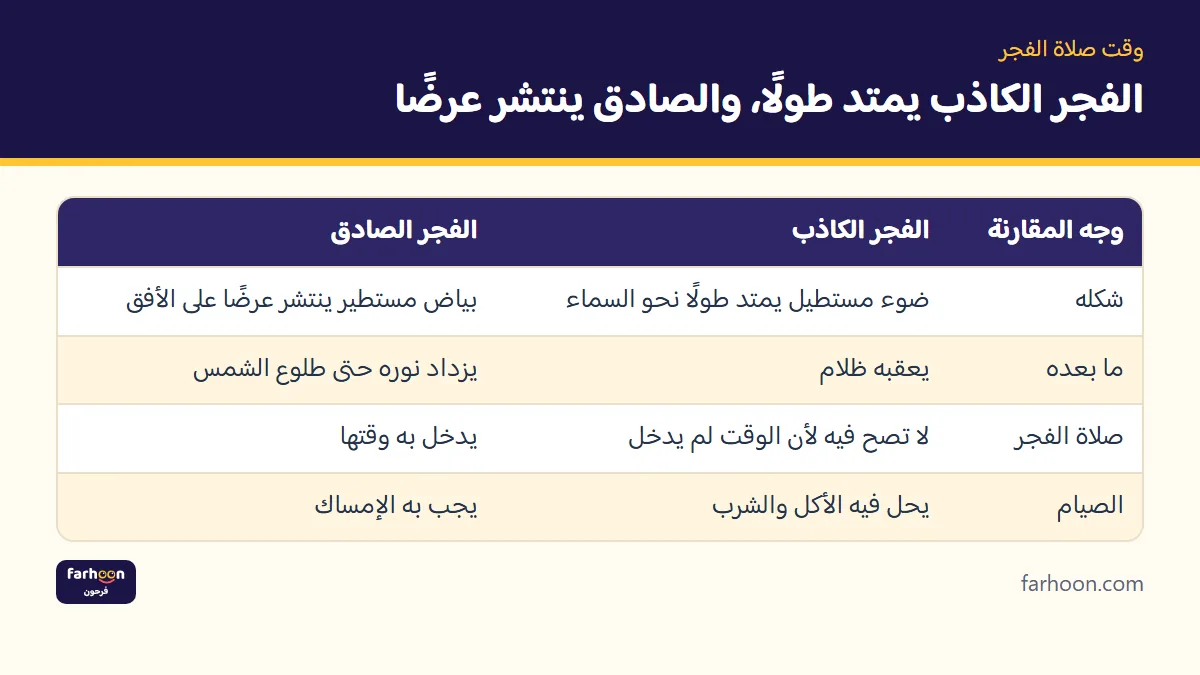 وقت صلاة الفجر
الفجر الكاذب يمتد طولًا، والصادق ينتشر عرضًا
وجه المقارنة الفجر الكاذب الفجر الصادق
شكله ضوء مستطيل يمتد طولًا نحو السماء بياض مستطير ينتشر عرضًا على الأفق
ما بعده يعقبه ظلام يزداد نوره حتى طلوع الشمس
صلاة الفجر لا تصح فيه لأن الوقت لم يدخل يدخل به وقتها
الصيام يحل فيه الأكل والشرب يجب به الإمساك
farhoon.com
farhoon
فرحون